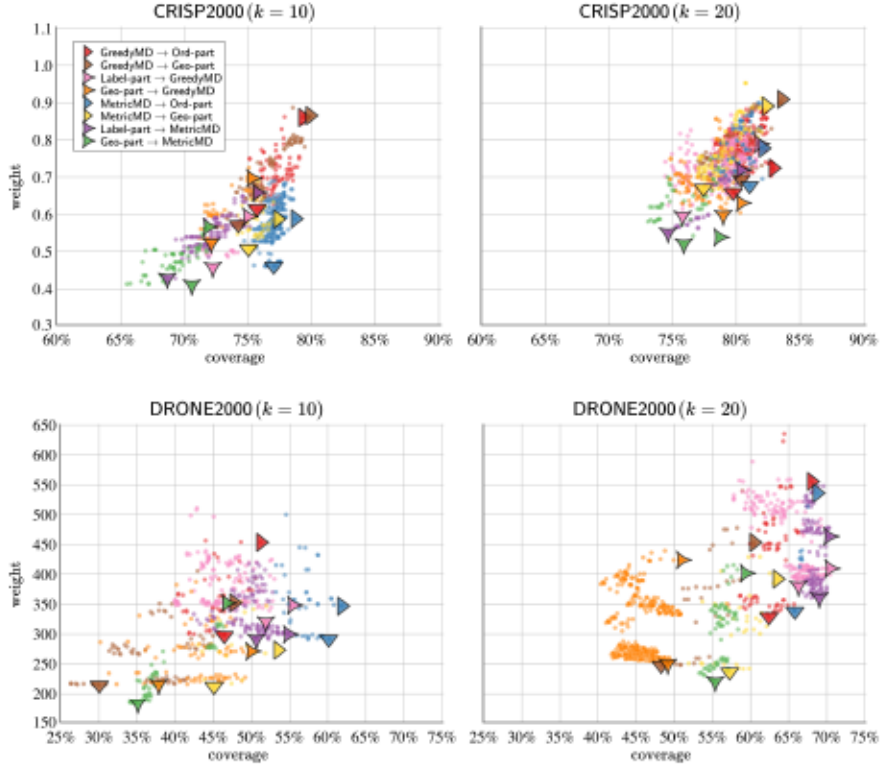 CRISP2000 (k = 10)
1.1
1.0
0.9
0.8
0.7
0.6
0.5
0.4
0.3
weight
GreedyMD → Ord-part
GreedyMD → Geo-part
Label-part → GreedyMD
Geo-part → GreedyMD
MetricMD → Ord-part
MetricMD → Geo-part
Label-part → MetricMD
Geo-part → MetricMD
60% 65% 70% 75% 80% 85% 90%
coverage
CRISP2000 (k = 20)
60% 65% 70% 75% 80% 85% 90%
coverage
DRONE2000 (k = 10)
650
600
550
500
450
400
350
300
250
200
150
weight
25% 30% 35% 40% 45% 50% 55% 60% 65% 70% 75%
coverage
DRONE2000 (k = 20)
25% 30% 35% 40% 45% 50% 55% 60% 65% 70% 75%
coverage